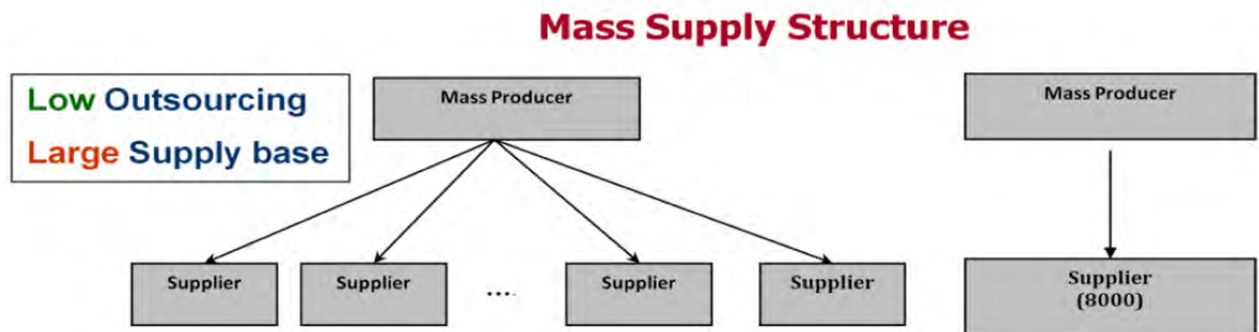 Mass Supply Structure
Low Outsourcing
Large Supply base
Mass Producer
Mass Producer
Supplier
Supplier
....
Supplier
Supplier
Supplier
(8000)